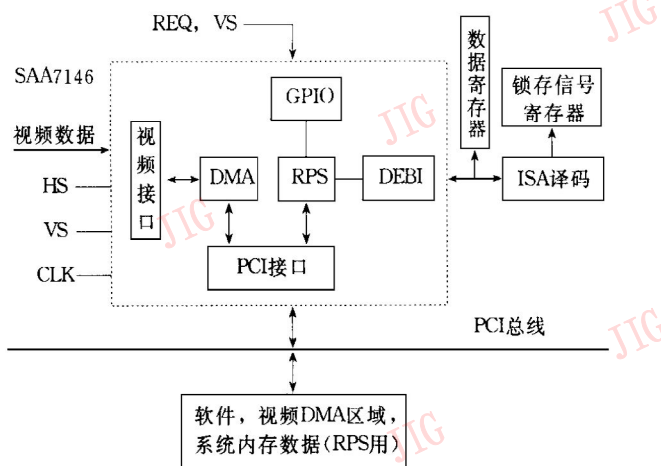 REQ, VS
SAA7146
视频数据
HS
VS
CLK
视频接口
GPIO
DMA
RPS
DEBI
PCI接口
数据寄存器
锁存信号
寄存器
ISA译码
PCI总线
软件, 视频DMA区域,
系统内存数据(RPS用)
JIG
JIG
JIG
JIG
JIG